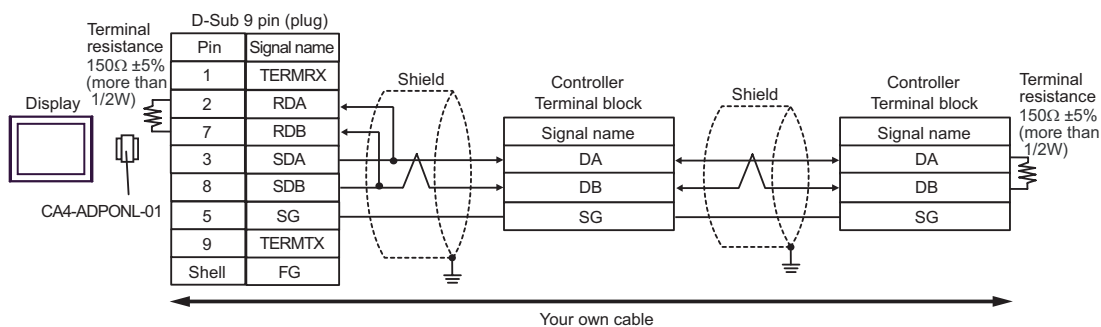 Terminal
resistance
150Ω ±5%
(more than
1/2W)
Display
CA4-ADPONL-01
D-Sub 9 pin (plug)
Pin Signal name
1 TERMRX
2 RDA
7 RDB
3 SDA
8 SDB
5 SG
9 TERMTX
Shell FG
Shield
Controller
Terminal block
Signal name
DA
DB
SG
Shield
Controller
Terminal block
Signal name
DA
DB
SG
Terminal
resistance
150Ω ±5%
(more than
1/2W)
Your own cable